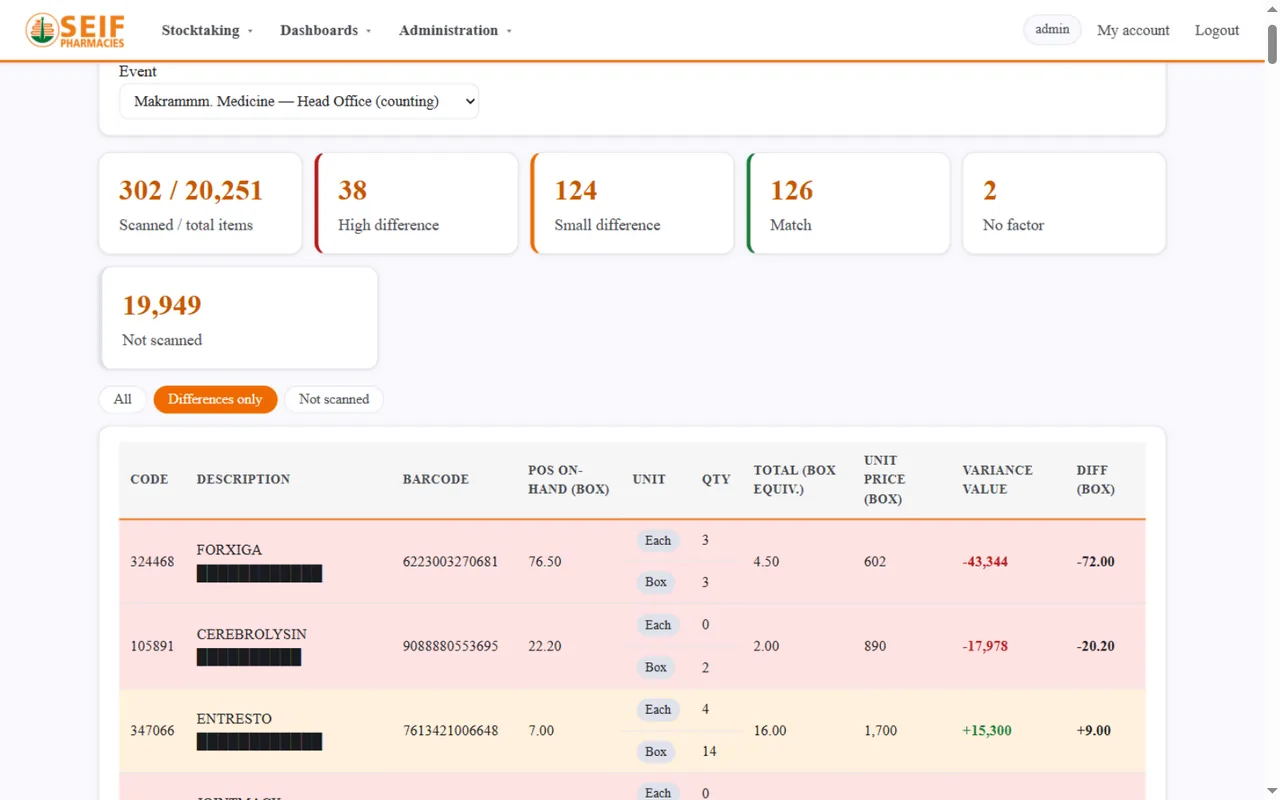 SEIF
PHARMACIES
Stocktaking
Dashboards
Administration
admin
My account
Logout
Event
Makrammm. Medicine — Head Office (counting)
302 / 20,251
Scanned / total items
38
High difference
124
Small difference
126
Match
2
No factor
19,949
Not scanned
All
Differences only
Not scanned
CODE DESCRIPTION BARCODE POS ON-HAND (BOX) UNIT QTY TOTAL (BOX EQUIV.) UNIT PRICE (BOX) VARIANCE VALUE DIFF (BOX)
324468 FORXIGA 6223003270681 76.50 Each 3 4.50 602 -43,344 -72.00
Box 3
105891 CEREBROLYSIN 9088880553695 22.20 Each 0 2.00 890 -17,978 -20.20
Box 2
347066 ENTRESTO 7613421006648 7.00 Each 4 16.00 1,700 +15,300 +9.00
Box 14
Each 0